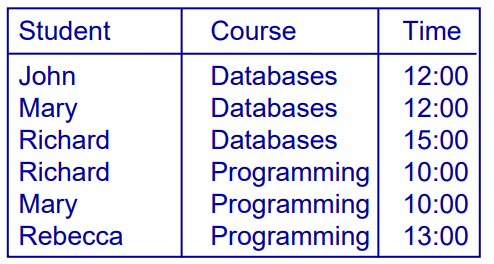 Student Course Time
John Databases 12:00
Mary Databases 12:00
Richard Databases 15:00
Richard Programming 10:00
Mary Programming 10:00
Rebecca Programming 13:00